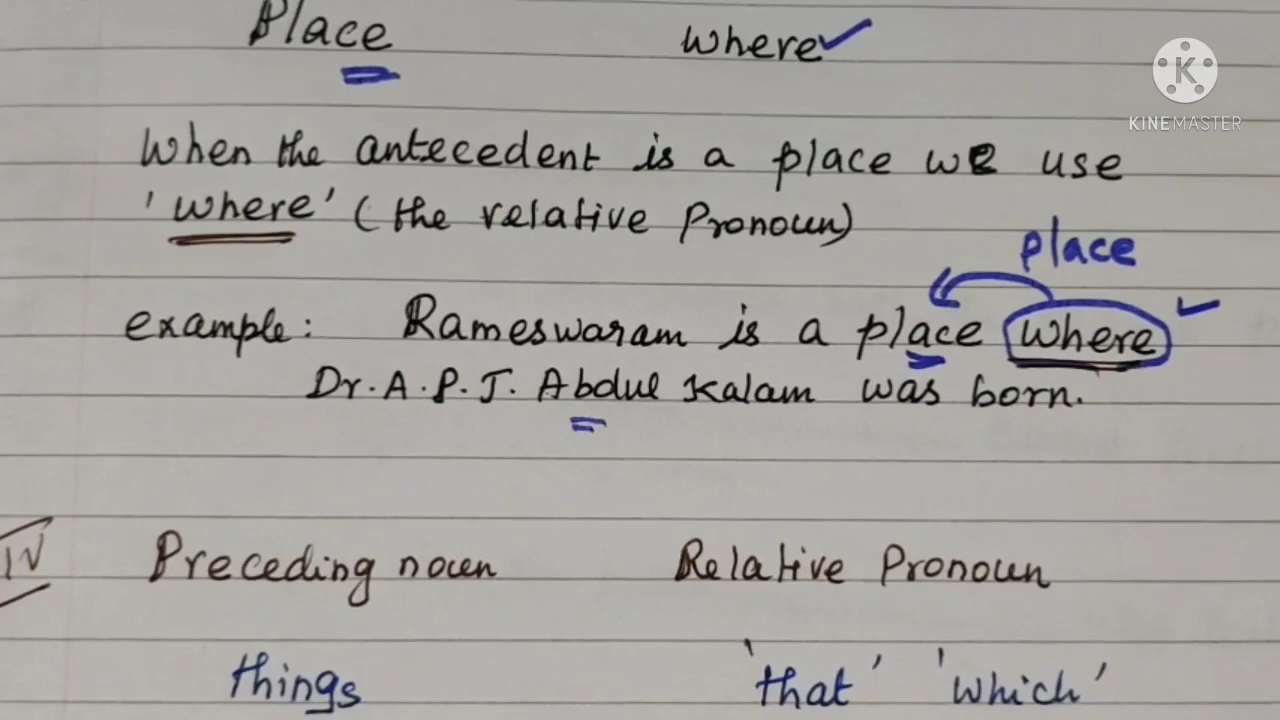 Place where
KINEMASTER
When the antecedent is a place we use
'where' (the relative Pronoun)
place
example: Rameswaram is a place where
Dr. A. P. J. Abdul Kalam was born.
IV Preceding noun Relative Pronoun
things 'that' 'which'